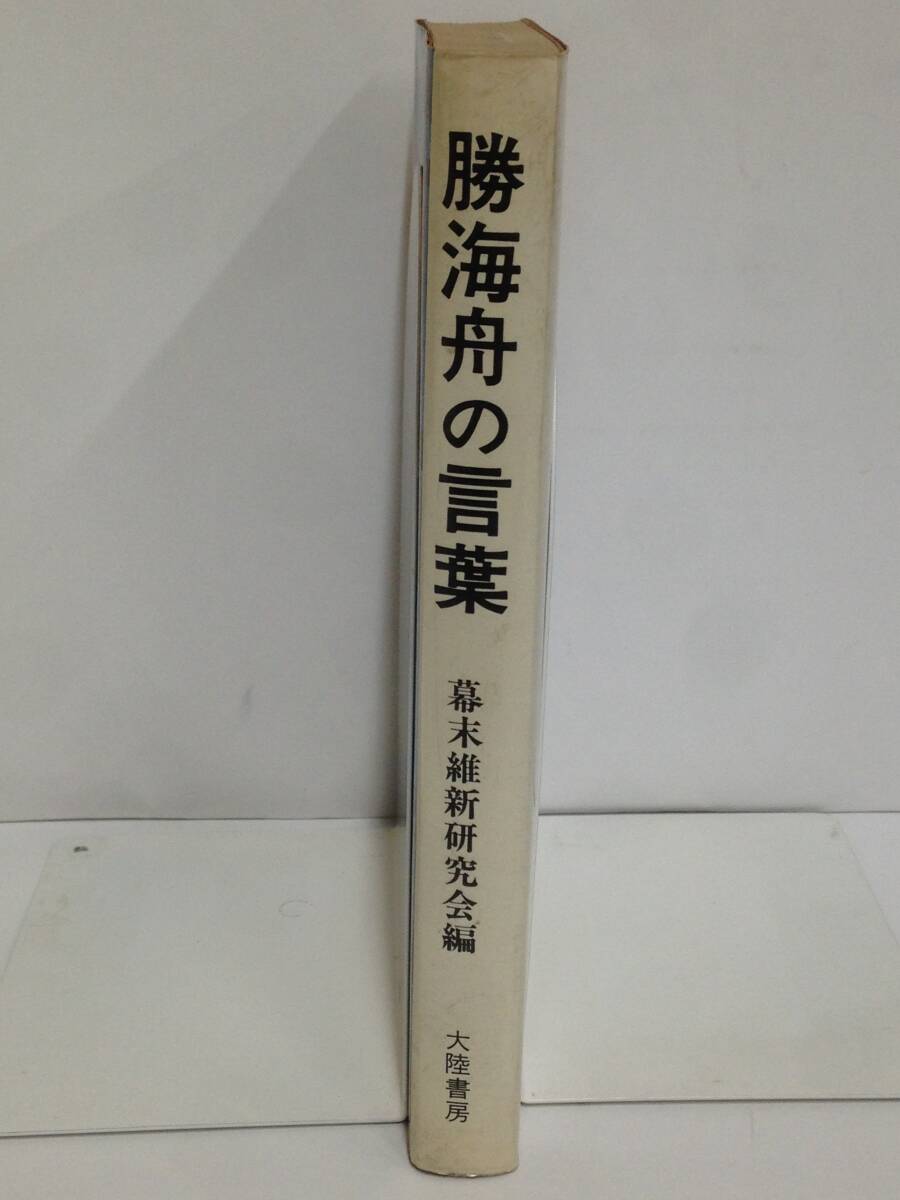 勝海舟の言葉
幕末維新研究会編
大陸書房